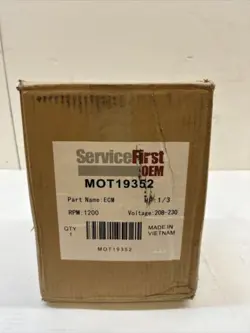 ServiceFirst
OEM
MOT19352
Part Name:ECM HP:1/3
RPM:1200 Voltage:208-230
QTY MADE IN
1 VIETNAM
MOT19352